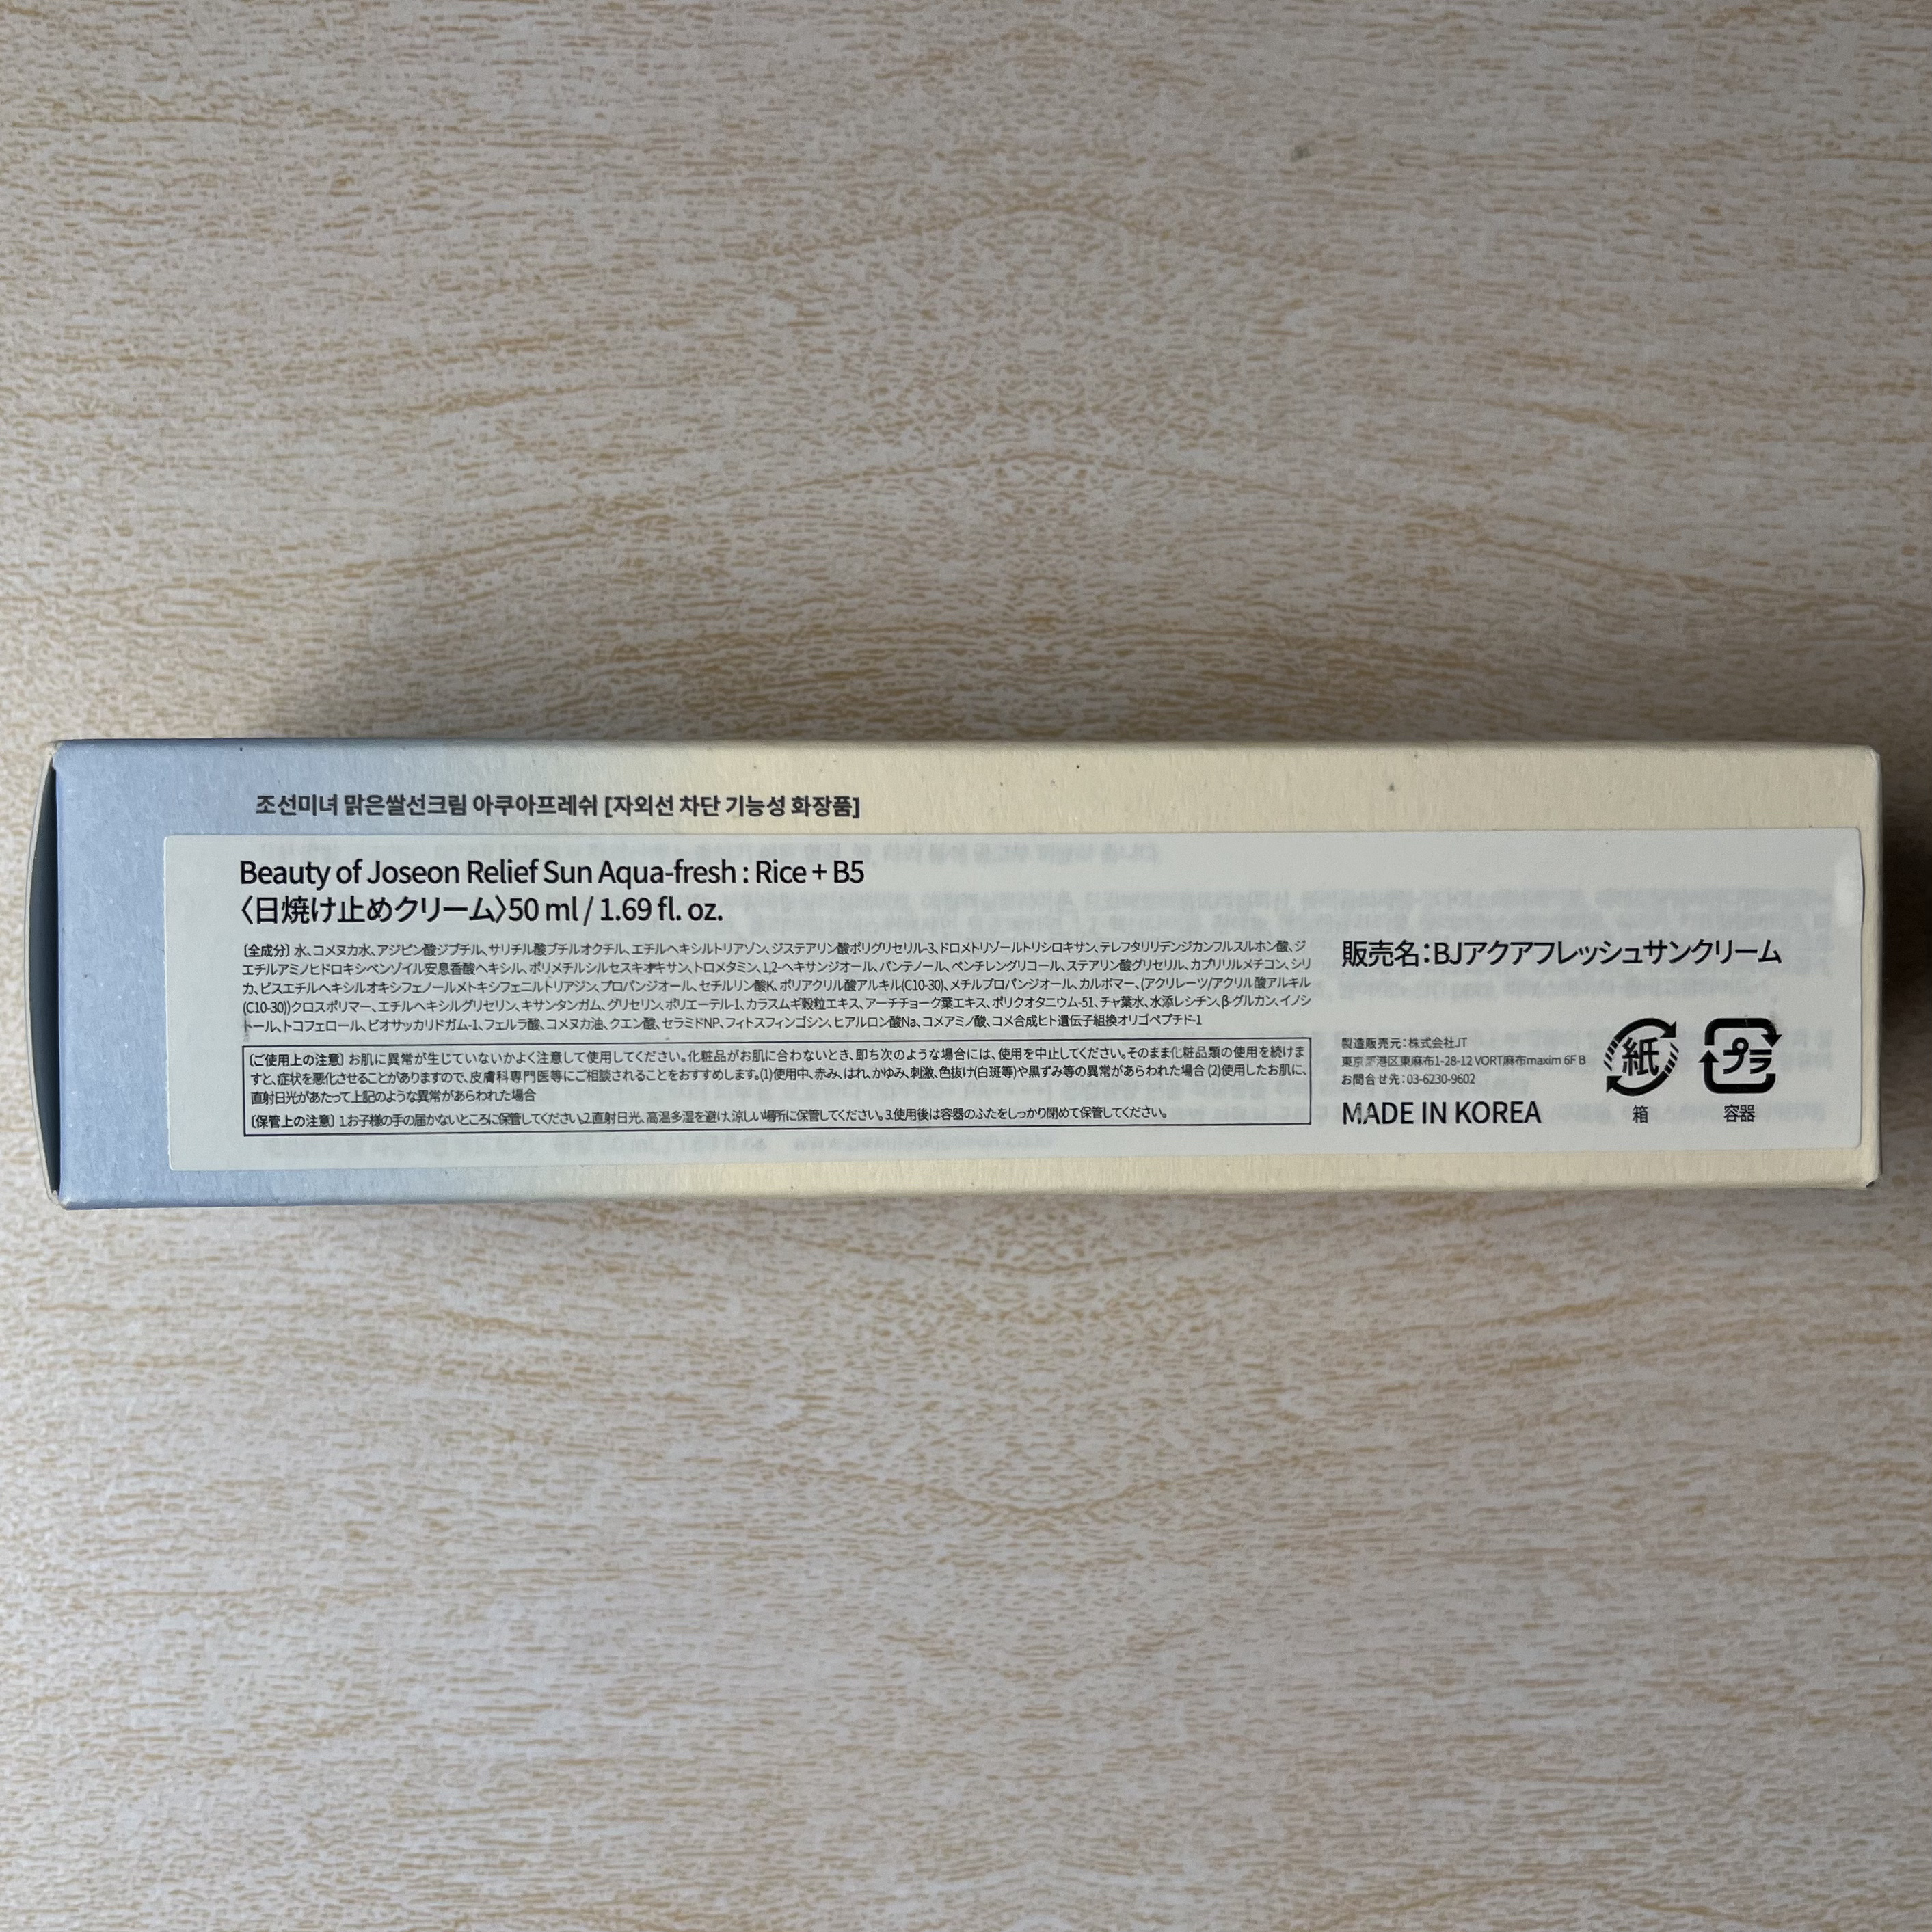 조선미녀 맑은쌀선크림 아쿠아프레쉬 [자외선 차단 기능성 화장품]
Beauty of Joseon Relief Sun Aqua-fresh : Rice + B5
〈日焼け止めクリーム〉50 ml / 1.69 fl. oz.
〔全成分〕水、コメヌカ水、アジピン酸ジブチル、サリチル酸ブチルオクチル、エチルヘキシルトリアゾン、ジステアリン酸ポリグリセリル-3、ドロメトリゾールトリシロキサン、テレフタリリデンジカンフルスルホン酸、ジ
エチルアミノヒドロキシベンゾイル安息香酸ヘキシル、ポリメチルシルセスキオキサン、トロメタミン、1,2-ヘキサンジオール、パンテノール、ペンチレングリコール、ステアリン酸グリセリル、カプリリルメチコン、シリ
カ、ビスエチルヘキシルオキシフェノールメトキシフェニルトリアジン、プロパンジオール、セチルリン酸K、ポリアクリル酸アルキル(C10-30)、メチルプロパンジオール、カルボマー、(アクリレーツ/アクリル酸アルキル
(C10-30))クロスポリマー、エチルヘキシルグリセリン、キサンタンガム、グリセリン、ポリエーテル-1、カラスムギ穀粒エキス、アーチチョーク葉エキス、ポリクオタニウム-51、チャ葉水、水添レシチン、β-グルカン、イノシ
トール、トコフェロール、ビオサッカリドガム-1、フェルラ酸、コメヌカ油、クエン酸、セラミドNP、フィトスフィンゴシン、ヒアルロン酸Na、コメアミノ酸、コメ合成ヒト遺伝子組換オリゴペプチド-1
〔ご使用上の注意〕お肌に異常が生じていないかよく注意して使用してください。化粧品がお肌に合わないとき、即ち次のような場合には、使用を中止してください。そのまま化粧品類の使用を続けま
すと、症状を悪化させることがありますので、皮膚科専門医等にご相談されることをおすすめします。(1)使用中、赤み、はれ、かゆみ、刺激、色抜け(白斑等)や黒ずみ等の異常があらわれた場合 (2)使用したお肌に、
直射日光があたって上記のような異常があらわれた場合
〔保管上の注意〕1.お子様の手の届かないところに保管してください。2.直射日光、高温多湿を避け、涼しい場所に保管してください。3.使用後は容器のふたをしっかり閉めて保管してください。
販売名：BJアクアフレッシュサンクリーム
製造販売元：株式会社JT
東京都港区東麻布1-28-12 VORT麻布maxim 6F B
お問合せ先：03-6230-9602
MADE IN KOREA
紙
箱
プラ
容器